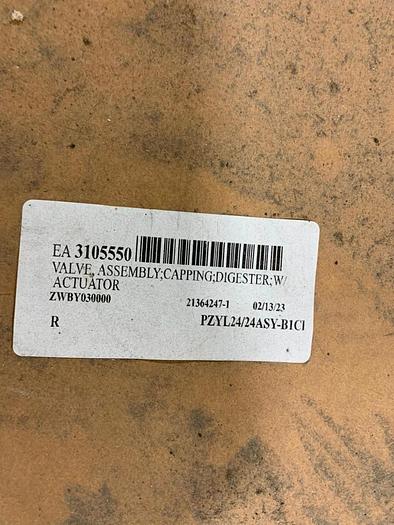 EA 3105550
VALVE, ASSEMBLY;CAPPING;DIGESTER;W/
ACTUATOR
ZWBY030000 21364247-1 02/13/23
R PZYL24/24ASY-B1C1